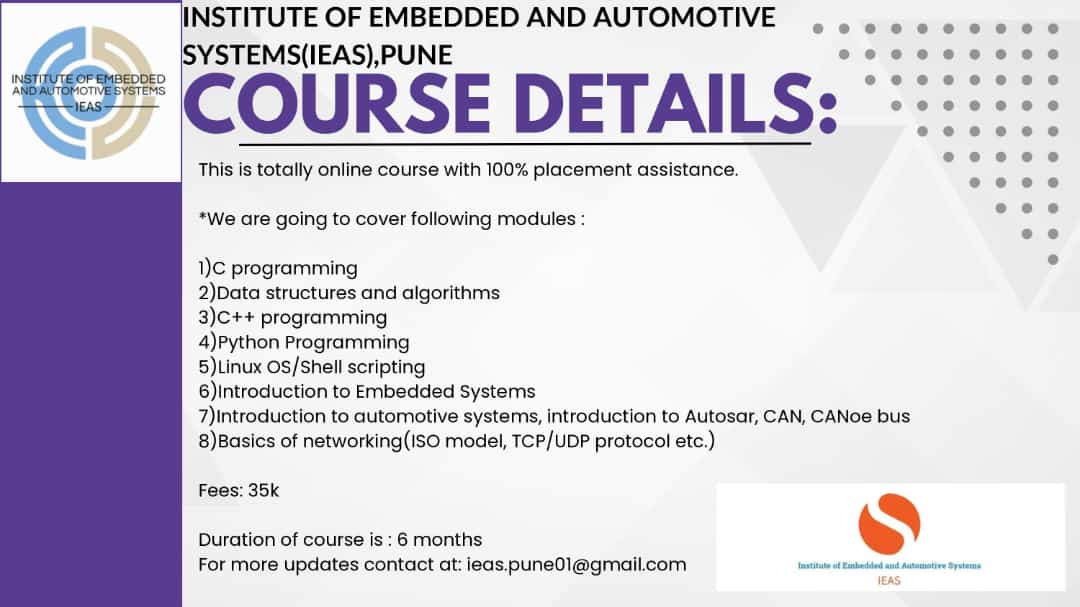 INSTITUTE OF EMBEDDED AND AUTOMOTIVE
SYSTEMS(IEAS),PUNE
INSTITUTE OF EMBEDDED
AND AUTOMOTIVE SYSTEMS
IEAS
COURSE DETAILS:
This is totally online course with 100% placement assistance.
*We are going to cover following modules :
1)C programming
2)Data structures and algorithms
3)C++ programming
4)Python Programming
5)Linux OS/Shell scripting
6)Introduction to Embedded Systems
7)Introduction to automotive systems, introduction to Autosar, CAN, CANoe bus
8)Basics of networking(ISO model, TCP/UDP protocol etc.)
Fees: 35k
Duration of course is : 6 months
For more updates contact at: ieas.pune01@gmail.com
Institute of Embedded and Automotive Systems
IEAS